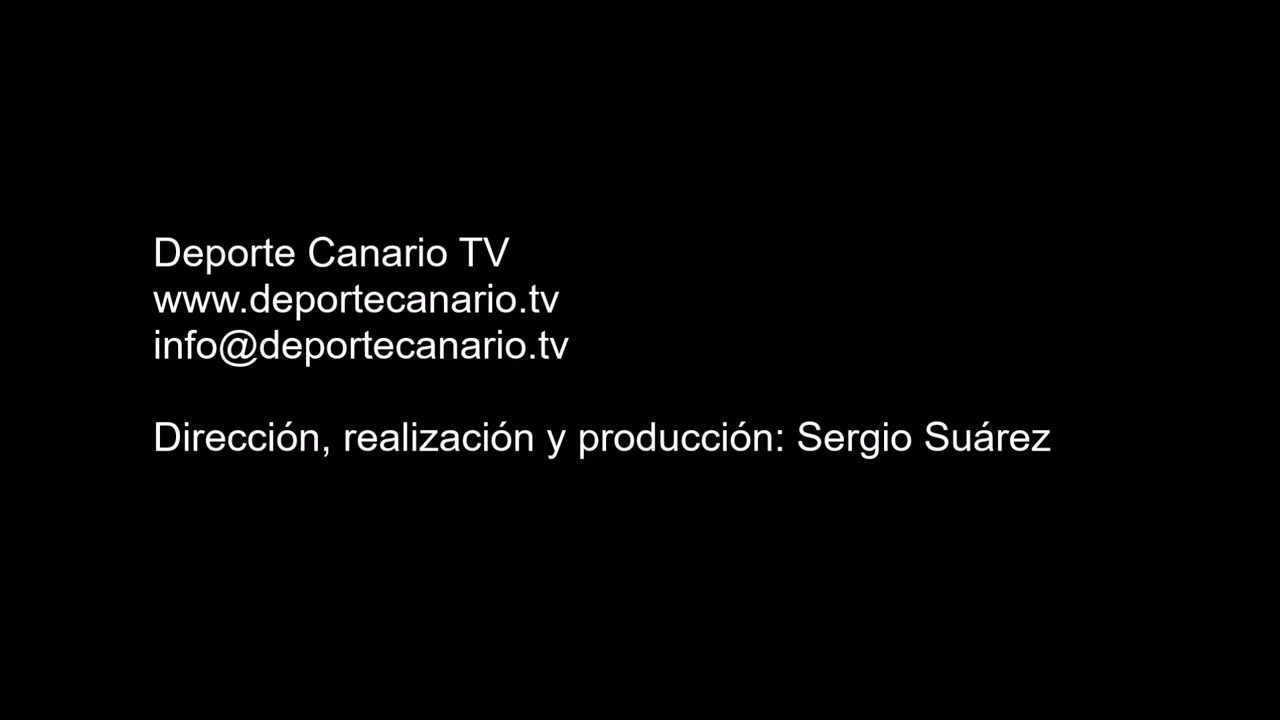 Deporte Canario TV
www.deportecanario.tv
info@deportecanario.tv
Dirección, realización y producción: Sergio Suárez